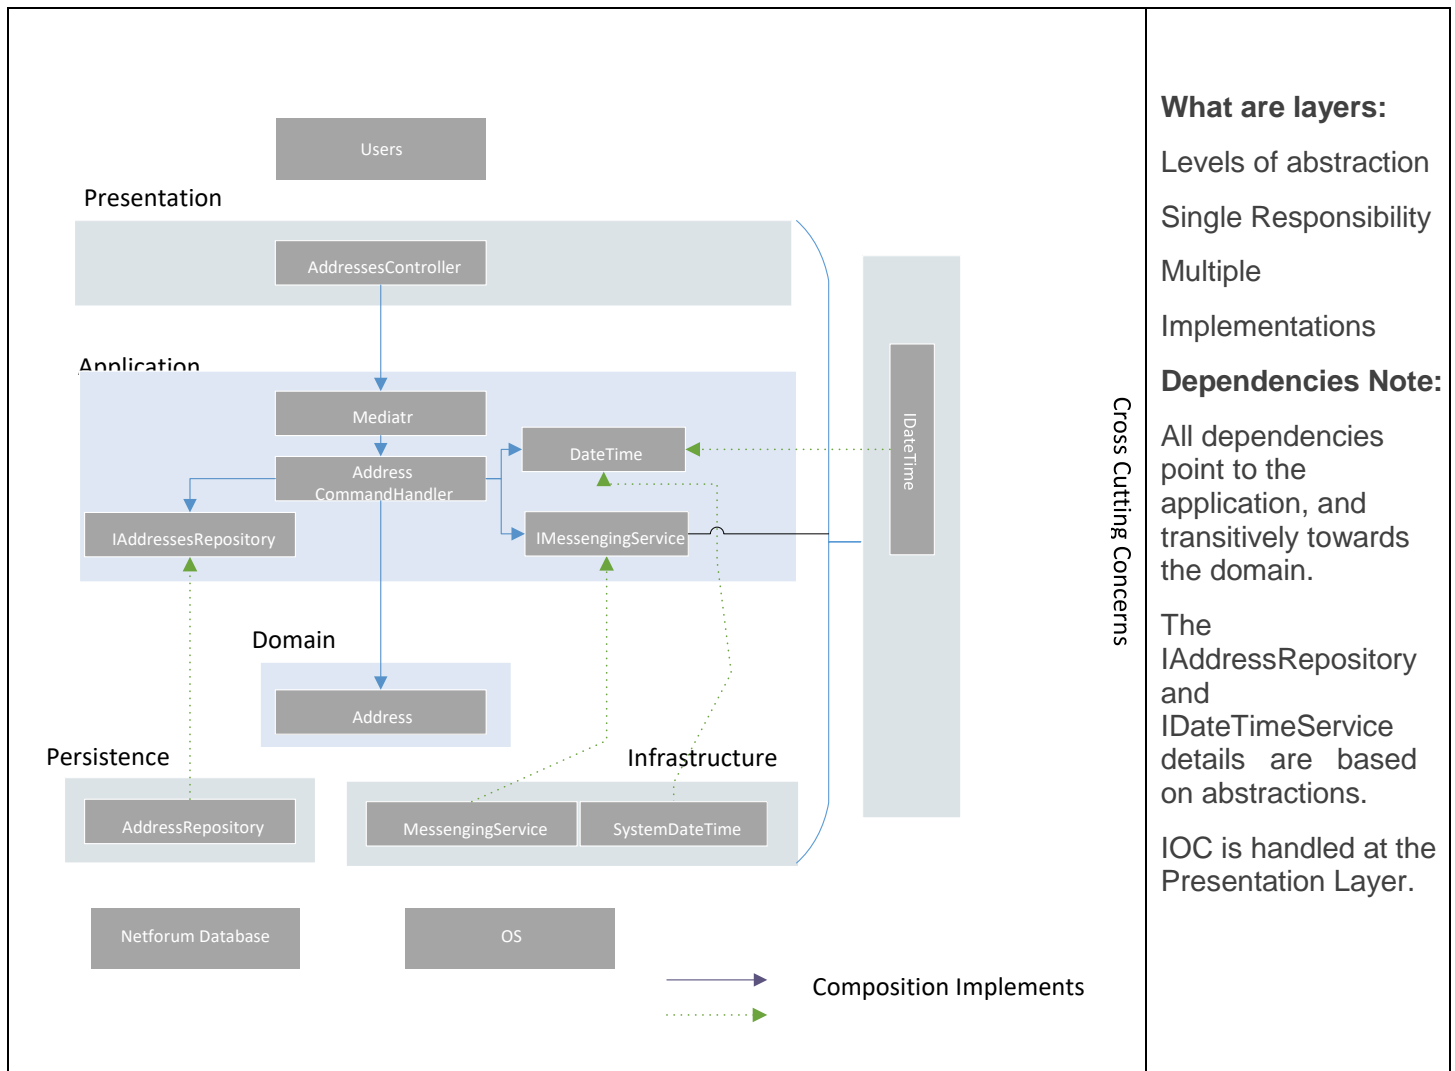 Users
Presentation
AddressesController
Application
Mediatr
Address
CommandHandler
DateTime
IAddressesRepository
IMessengingService
IDateTime
Cross Cutting Concerns
Domain
Address
Persistence
Infrastructure
AddressRepository
MessengingService
SystemDateTime
Netforum Database
OS
Composition Implements
What are layers:
Levels of abstraction
Single Responsibility
Multiple
Implementations
Dependencies Note:
All dependencies
point to the
application, and
transitively towards
the domain.
The
IAddressRepository
and
IDateTimeService
details are based
on abstractions.
IOC is handled at the
Presentation Layer.